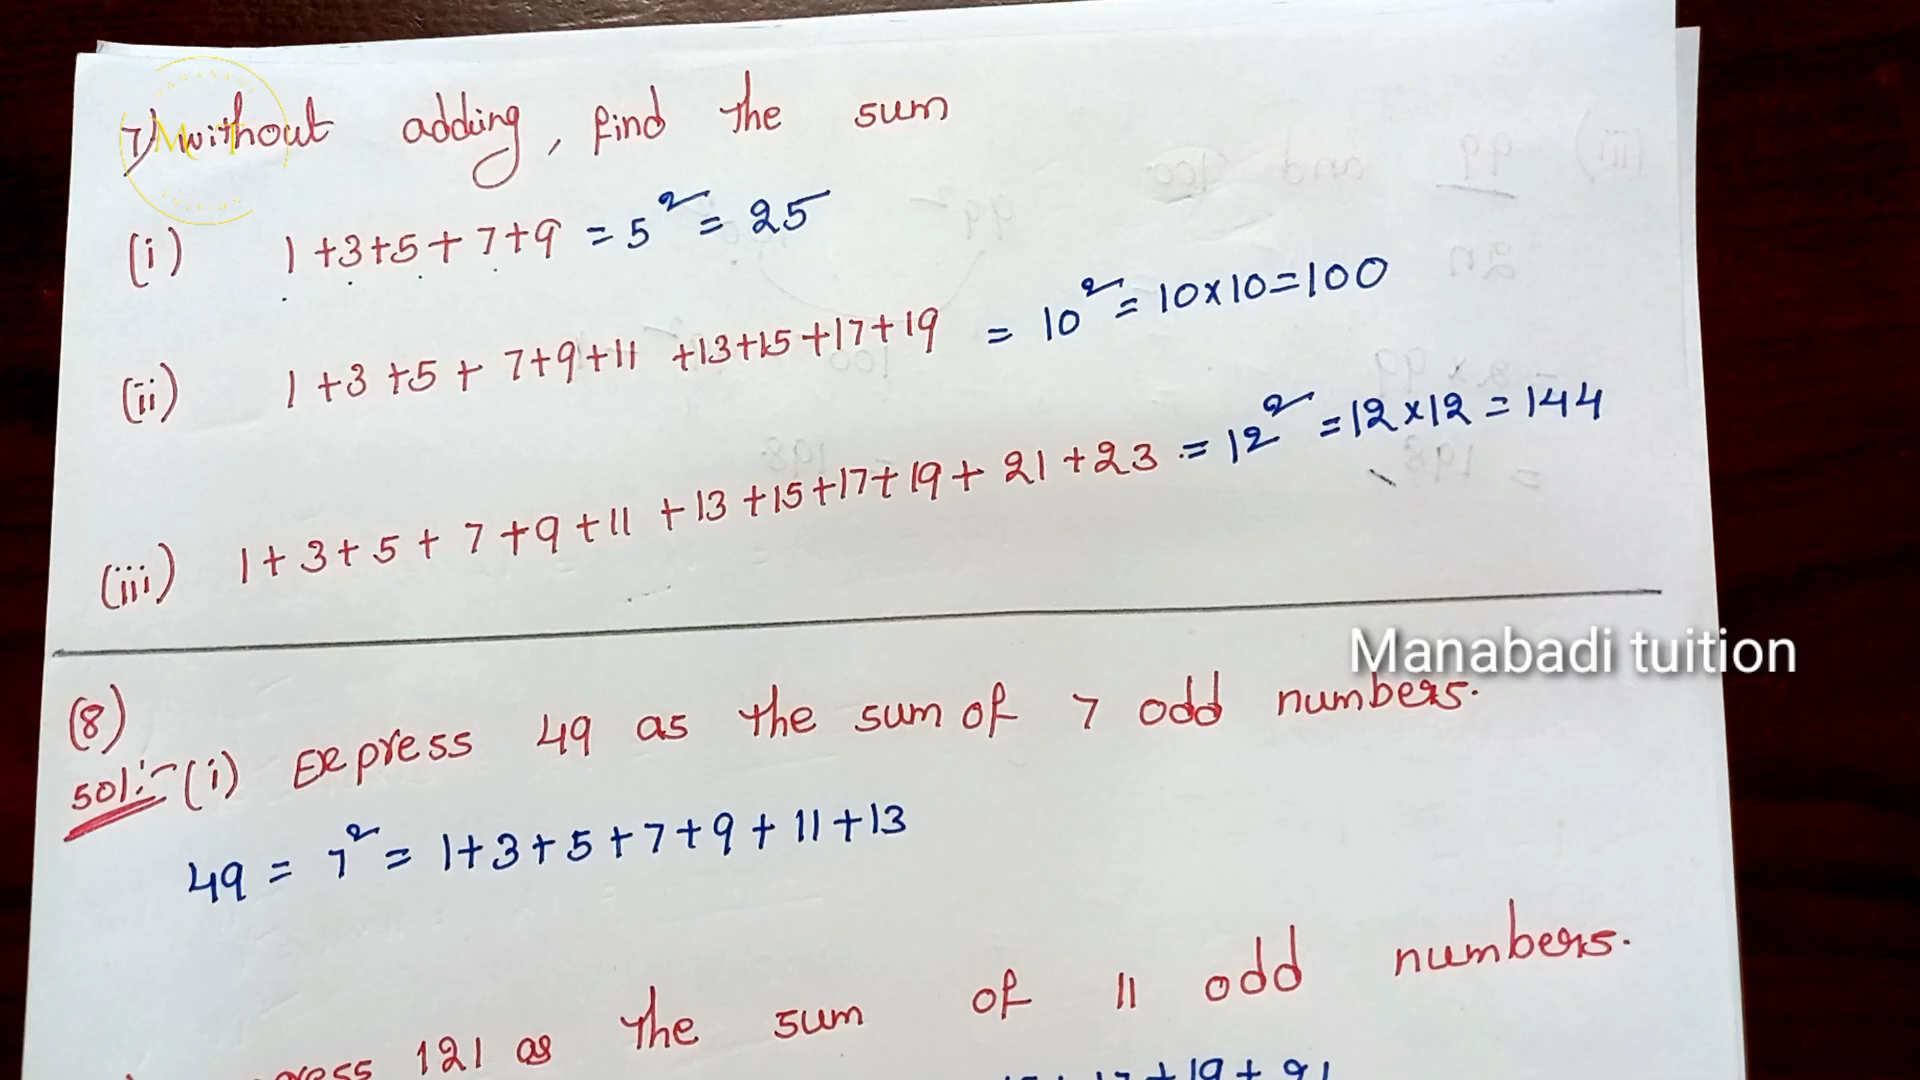 7) without adding, find the sum
(i) 1+3+5+7+9 = 5² = 25
(ii) 1+3+5+7+9+11+13+15+17+19 = 10² = 10×10=100
(iii) 1+3+5+7+9+11+13+15+17+19+21+23 = 12² = 12×12 = 144
Manabadi tuition
(8)
Sol:- (i) Express 49 as the sum of 7 odd numbers.
49 = 7² = 1+3+5+7+9+11+13
121 as the sum of 11 odd numbers.
+19+21